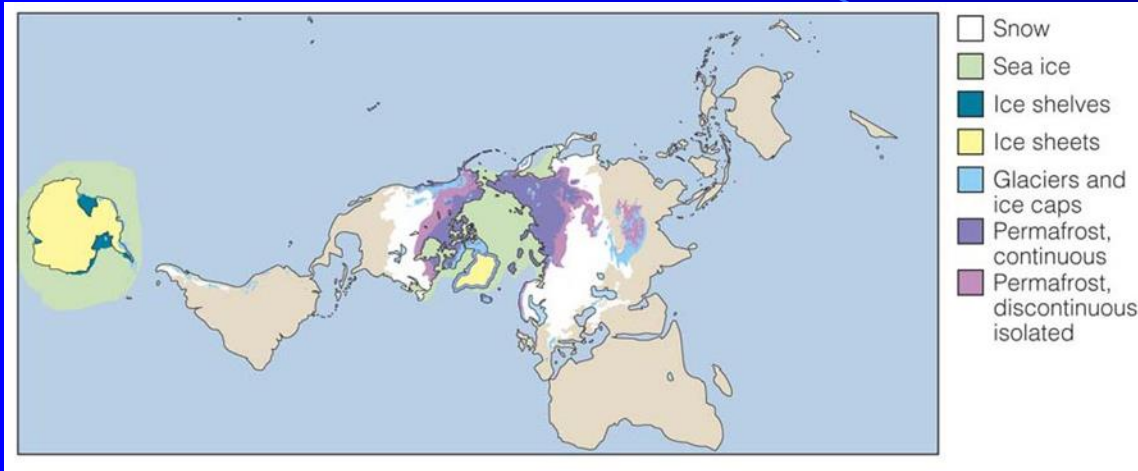 Snow
Sea ice
Ice shelves
Ice sheets
Glaciers and
ice caps
Permafrost,
continuous
Permafrost,
discontinuous
isolated